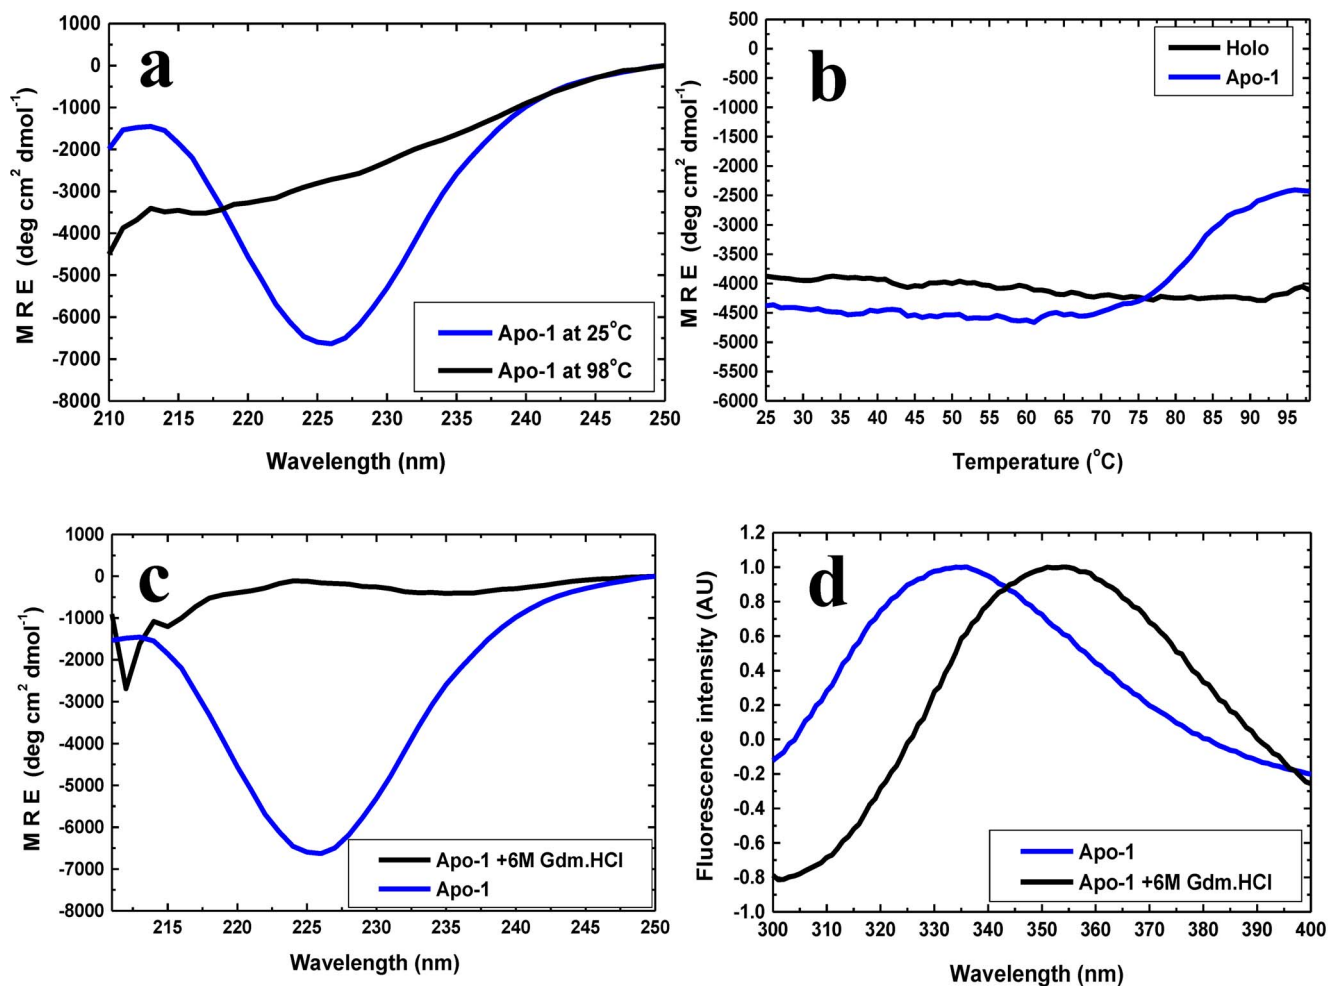 a
M R E (deg cm² dmol⁻¹)
0
-1000
-2000
-3000
-4000
-5000
-6000
-7000
-8000
210 215 220 225 230 235 240 245 250
Wavelength (nm)
Apo-1 at 25°C
Apo-1 at 98°C
b
M R E (deg cm² dmol⁻¹)
500
0
-500
-1000
-1500
-2000
-2500
-3000
-3500
-4000
-4500
-5000
-5500
-6000
25 30 35 40 45 50 55 60 65 70 75 80 85 90 95
Temperature (°C)
Holo
Apo-1
c
M R E (deg cm² dmol⁻¹)
1000
0
-1000
-2000
-3000
-4000
-5000
-6000
-7000
-8000
215 220 225 230 235 240 245 250
Wavelength (nm)
Apo-1 +6M Gdm.HCl
Apo-1
d
Fluorescence intensity (AU)
1.2
1.0
0.8
0.6
0.4
0.2
0.0
-0.2
-0.4
-0.6
-0.8
-1.0
300 310 320 330 340 350 360 370 380 390 400
Wavelength (nm)
Apo-1
Apo-1 +6M Gdm.HCl